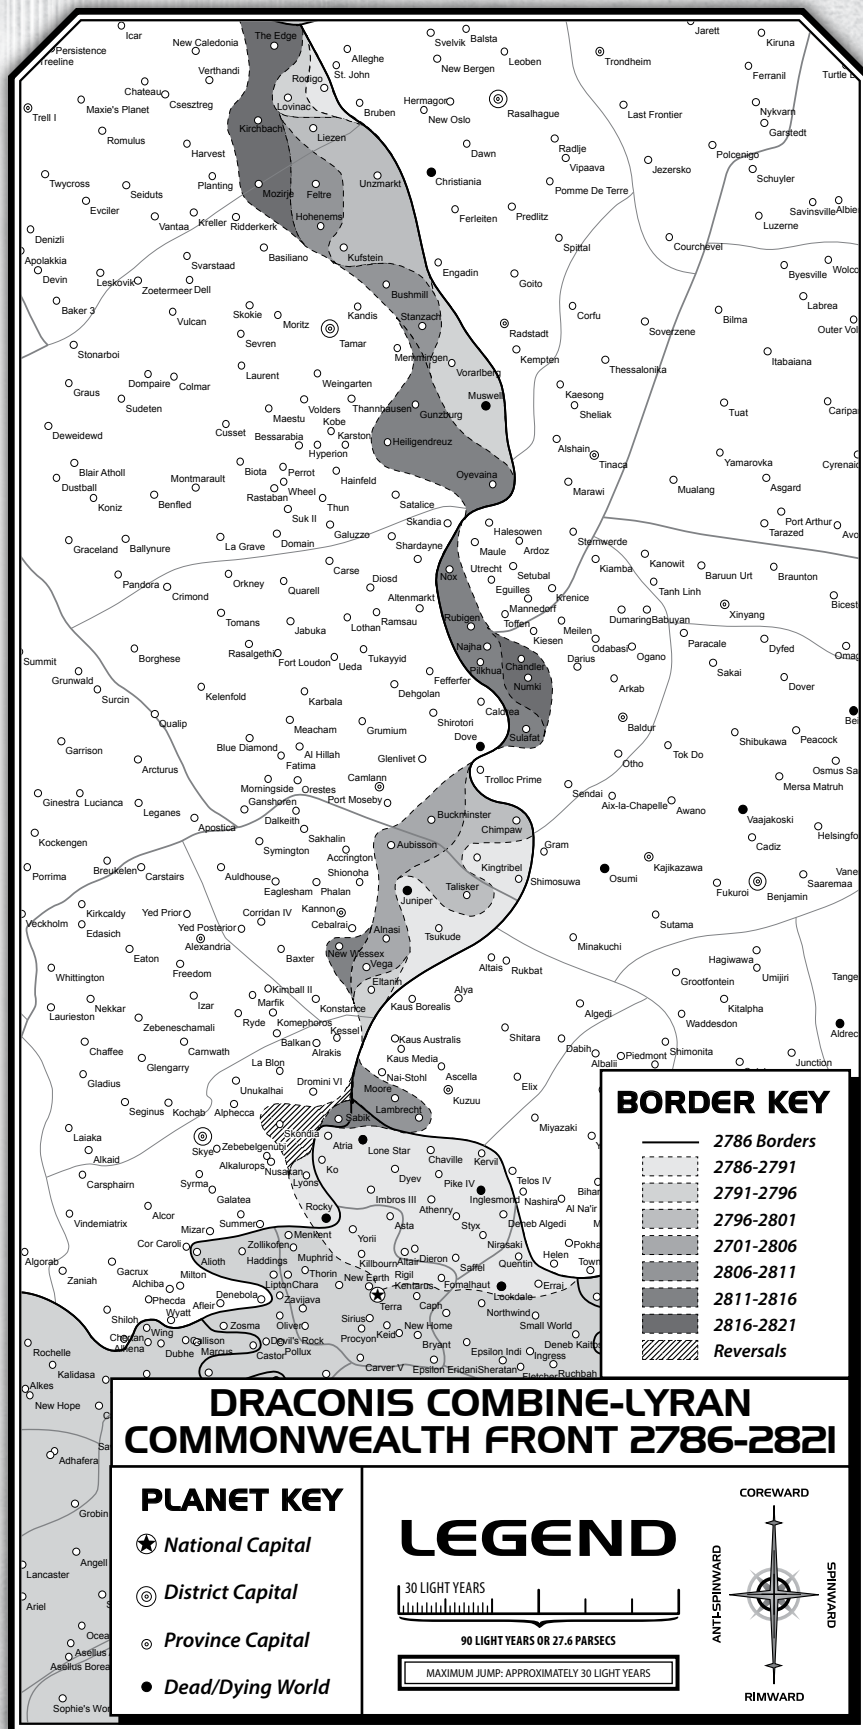 Icar
Jarett
Balsta
Svelvik
Kiruna
The Edge
New Caledonia
Persistence
Alleghe
Leoben
Trondheim
Treeline
New Bergen
St. John
Verthandi
Ferranil
Rodigo
Chateau
Csesztreg
Maxie's Planet
Lovinac
Hermagor
Rasalhague
Trell I
Bruben
New Oslo
Last Frontier
Nykvarn
Kirchbach
Garstedt
Romulus
Liezen
Harvest
Dawn
Radlje
Polcenigo
Vipaava
Jezersko
Twycross
Planting
Unzmarkt
Christiania
Schuyler
Seiduts
Mozirje
Feltre
Pomme De Terre
Evciler
Savinsville
Vantaa
Kreller
Ridderkerk
Hohenems
Ferleiten
Predlitz
Luzerne
Denizli
Spittal
Courchevel
Apolakkia
Svarstaad
Basiliano
Kufstein
Engadin
Byesville
Devin
Leskovik
Goito
Zoetermeer
Dell
Bushmill
Labrea
Baker 3
Vulcan
Skokie
Moritz
Kandis
Stanzach
Corfu
Soverzene
Bilma
Tamar
Radstadt
Sevren
Stonarboi
Memmingen
Kempten
Thessalonika
Itabaiana
Laurent
Vorarlberg
Graus
Dompaire
Colmar
Weingarten
Muswell
Kaesong
Sudeten
Volders
Thannhausen
Gunzburg
Sheliak
Tuat
Maestu
Kobe
Deweidewd
Cusset
Bessarabia
Karston
Heiligendreuz
Hyperion
Alshain
Tinaca
Yamarovka
Blair Atholl
Biota
Perrot
Hainfeld
Oyevaina
Dustball
Montmarault
Wheel
Marawi
Mualang
Asgard
Koniz
Benfled
Rastaban
Thun
Satalice
Suk II
Skandia
Port Arthur
Halesowen
Tarazed
Graceland
Ballynure
La Grave
Domain
Galuzzo
Shardayne
Maule
Ardoz
Sternwerde
Kanowit
Carse
Nox
Utrecht
Setubal
Kiamba
Baruun Urt
Braunton
Pandora
Crimond
Orkney
Quarell
Diosd
Eguilles
Krenice
Tanh Linh
Altenmarkt
Mannedorf
Xinyang
Tomans
Jabuka
Lothan
Ramsau
Rubigen
Toffen
Meilen
Dumaring
Babuyan
Kiesen
Odabasi
Paracale
Dyfed
Summit
Borghese
Rasalgethi
Fort Loudon
Ueda
Tukayyid
Najha
Chandler
Darius
Ogano
Grunwald
Pilkhua
Sakai
Surcin
Kelenfold
Karbala
Dehgolan
Fefferfer
Numki
Arkab
Dover
Qualip
Caldrea
Meacham
Grumium
Shirotori
Baldur
Shibukawa
Peacock
Garrison
Blue Diamond
Al Hillah
Dove
Sulafat
Arcturus
Fatima
Glenlivet
Otho
Tok Do
Trolloc Prime
Mersa Matruh
Camlann
Morningside
Orestes
Sendai
Ginestra
Lucianca
Leganes
Ganshoren
Port Moseby
Aix-la-Chapelle
Awano
Vaajakoski
Dalkeith
Buckminster
Apostica
Chimpaw
Kockengen
Sakhalin
Symington
Aubisson
Gram
Cadiz
Accrington
Kajikazawa
Breukelen
Carstairs
Auldhouse
Shionoha
Kingtribel
Shimosuwa
Osumi
Porrima
Eaglesham
Phalan
Talisker
Fukuroi
Benjamin
Saaremaa
Juniper
Kirkcaldy
Yed Prior
Corridan IV
Kannon
Veckholm
Edasich
Yed Posterior
Cebalrai
Alnasi
Tsukude
Sutama
Alexandria
Eaton
Baxter
New Wessex
Minakuchi
Hagiwawa
Whittington
Freedom
Vega
Altais
Rukbat
Grootfontein
Umijiri
Eltanin
Nekkar
Izar
Kimball II
Marfik
Konstance
Kaus Borealis
Alya
Laurieston
Ryde
Komephoros
Algedi
Kitalpha
Zebeneschamali
Kessel
Waddesdon
Chaffee
Carnwath
Balkan
Alrakis
Kaus Australis
Shitara
Dabih
Shimonita
Glengarry
Kaus Media
Albalii
Piedmont
Junction
La Blon
Nai-Stohl
Gladius
Dromini VI
Ascella
Elix
Unukalhai
Moore
Kuzuu
Seginus
Kochab
Alphecca
Lambrecht
Sabik
Miyazaki
Laiaka
Skondia
Skye
Zebebelgenubi
Atria
Lone Star
Alkaid
Alkalurops
Chaville
Kervil
Carsphairn
Syrma
Nusakan
Ko
Dyev
Pike IV
Telos IV
Lyons
Imbros III
Inglesmond
Nashira
Alcor
Galatea
Rocky
Athenry
Al Na'ir
Vindemiatrix
Summer
Asta
Styx
Deneb Algedi
Mizar
Menkent
Yorii
Nirasaki
Cor Caroli
Zollikofen
Helen
Algorab
Alioth
Haddings
Muphrid
Killbourn
Altair
Dieron
Quentin
Gacrux
Saffel
Zaniah
Milton
Thorin
New Earth
Rigil
Kentarus
Fomalhaut
Errai
Alchiba
Lipton
Chara
Lockdale
Phecda
Denebola
Zavijava
Terra
Caph
Wyatt
Afleir
Northwind
Shiloh
Zosma
Oliver
Sirius
New Home
Small World
Wing
Procyon
Keid
Chertan
Alhena
Callison
Devil's Rock
Bryant
Rochelle
Dubhe
Marcus
Castor
Pollux
Epsilon Indi
Ingress
Kalidasa
Carver V
Epsilon Eridani
Sheratan
Ruchbah
Alkes
Fletcher
New Hope
Adhafera
Angell
Lancaster
Ariel
BORDER KEY
2786 Borders
2786-2791
2791-2796
2796-2801
2701-2806
2806-2811
2811-2816
2816-2821
Reversals
DRACONIS COMBINE-LYRAN
COMMONWEALTH FRONT 2786-2821
PLANET KEY
National Capital
District Capital
Province Capital
Dead/Dying World
LEGEND
30 LIGHT YEARS
90 LIGHT YEARS OR 27.6 PARSECS
MAXIMUM JUMP: APPROXIMATELY 30 LIGHT YEARS
COREWARD
ANTI-SPINWARD
SPINWARD
RIMWARD